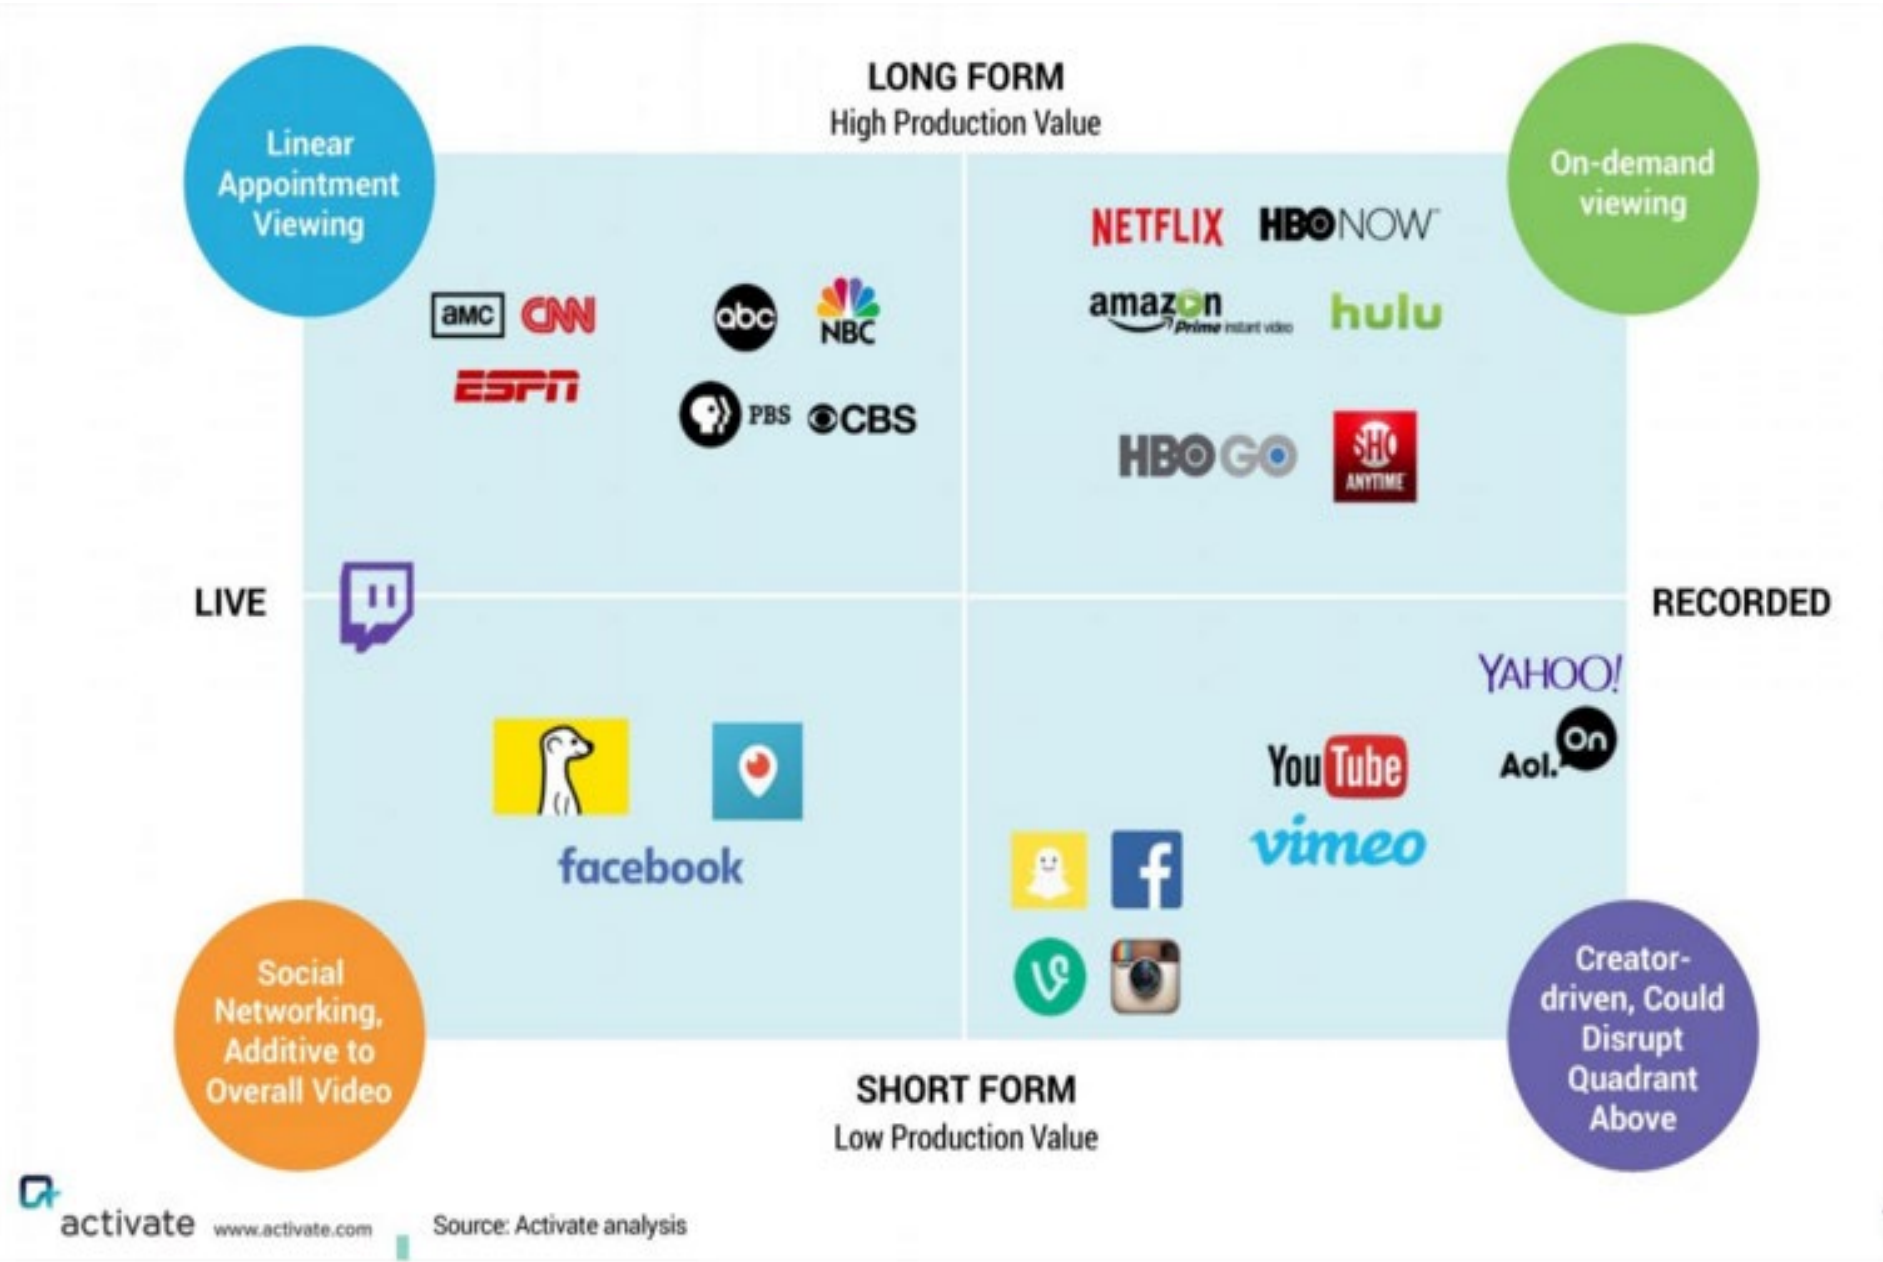 LONG FORM
High Production Value
Linear
Appointment
Viewing
On-demand
viewing
NETFLIX HBONOW
aMC CNN
abc
NBC
amazon
Prime instant video
hulu
ESPN
PBS CBS
HBO GO
SHO
ANYTIME
LIVE
RECORDED
YAHOO!
YouTube
Aol. On
facebook
vimeo
f
Social
Networking,
Additive to
Overall Video
Creator-
driven, Could
Disrupt
Quadrant
Above
SHORT FORM
Low Production Value
activate www.activate.com
Source: Activate analysis